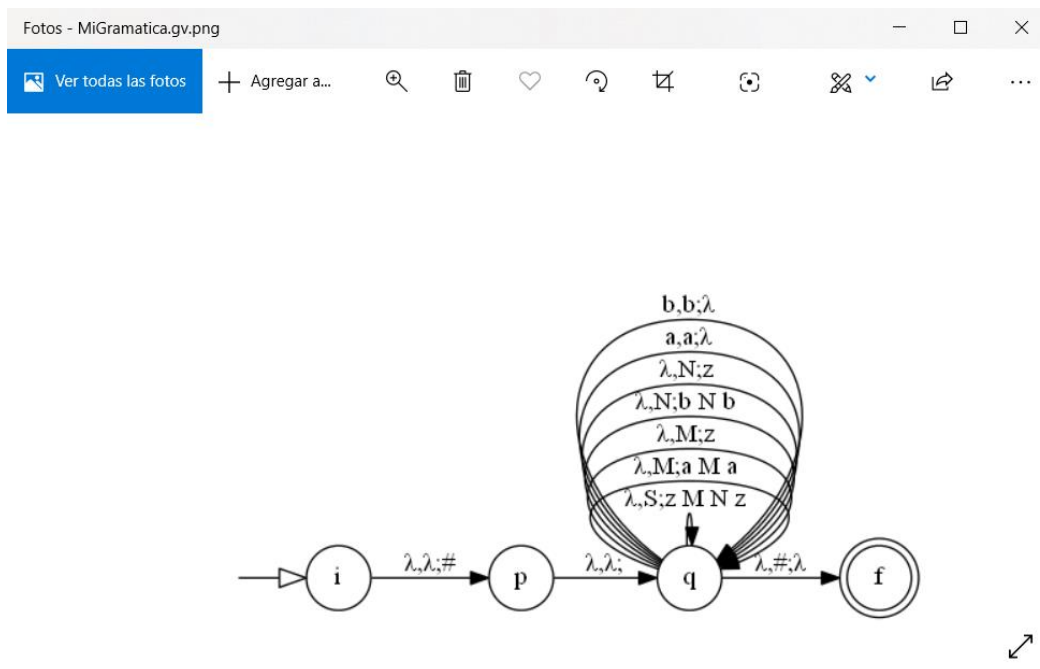 Fotos - MiGramatica.gv.png
Ver todas las fotos
Agregar a...
b,b;λ
a,a;λ
λ,N;z
λ,N;b N b
λ,M;z
λ,M;a M a
λ,S;z M N z
i
λ,λ;#
p
λ,λ;
q
λ,#;λ
f